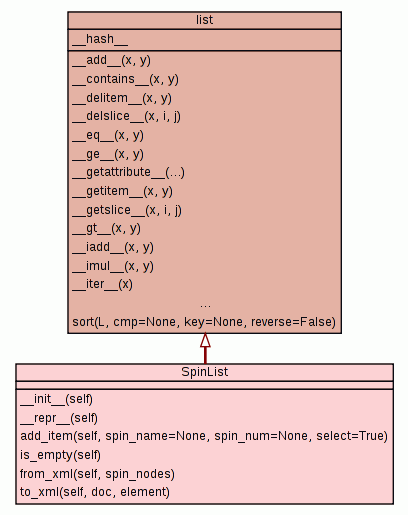 list
__hash__
__add__(x, y)
__contains__(x, y)
__delitem__(x, y)
__delslice__(x, i, j)
__eq__(x, y)
__ge__(x, y)
__getattribute__(...)
__getitem__(x, y)
__getslice__(x, i, j)
__gt__(x, y)
__iadd__(x, y)
__imul__(x, y)
__iter__(x)
...
sort(L, cmp=None, key=None, reverse=False)
SpinList
__init__(self)
__repr__(self)
add_item(self, spin_name=None, spin_num=None, select=True)
is_empty(self)
from_xml(self, spin_nodes)
to_xml(self, doc, element)